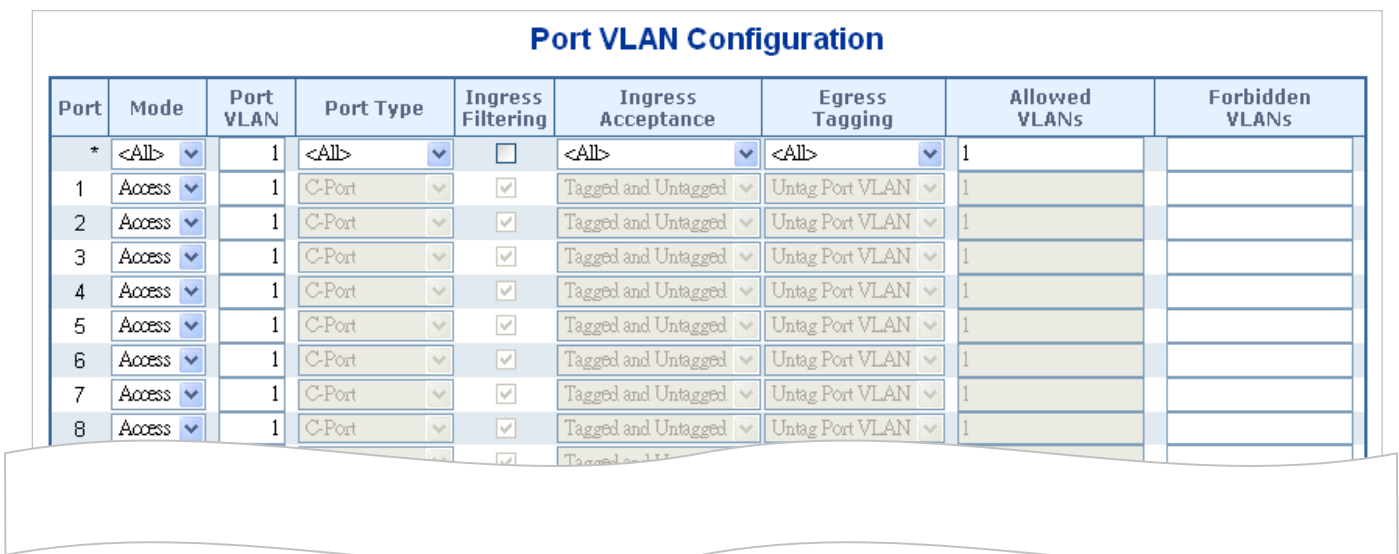 Port VLAN Configuration
Port Mode Port VLAN Port Type Ingress Filtering Ingress Acceptance Egress Tagging Allowed VLANs Forbidden VLANs
* <All> 1 <All> <All> <All> 1
1 Access 1 C-Port Tagged and Untagged Untag Port VLAN 1
2 Access 1 C-Port Tagged and Untagged Untag Port VLAN 1
3 Access 1 C-Port Tagged and Untagged Untag Port VLAN 1
4 Access 1 C-Port Tagged and Untagged Untag Port VLAN 1
5 Access 1 C-Port Tagged and Untagged Untag Port VLAN 1
6 Access 1 C-Port Tagged and Untagged Untag Port VLAN 1
7 Access 1 C-Port Tagged and Untagged Untag Port VLAN 1
8 Access 1 C-Port Tagged and Untagged Untag Port VLAN 1